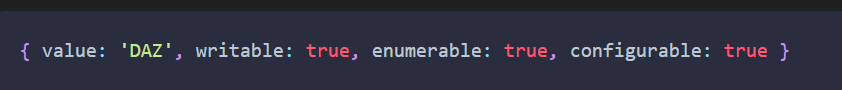 { value: 'DAZ', writable: true, enumerable: true, configurable: true }